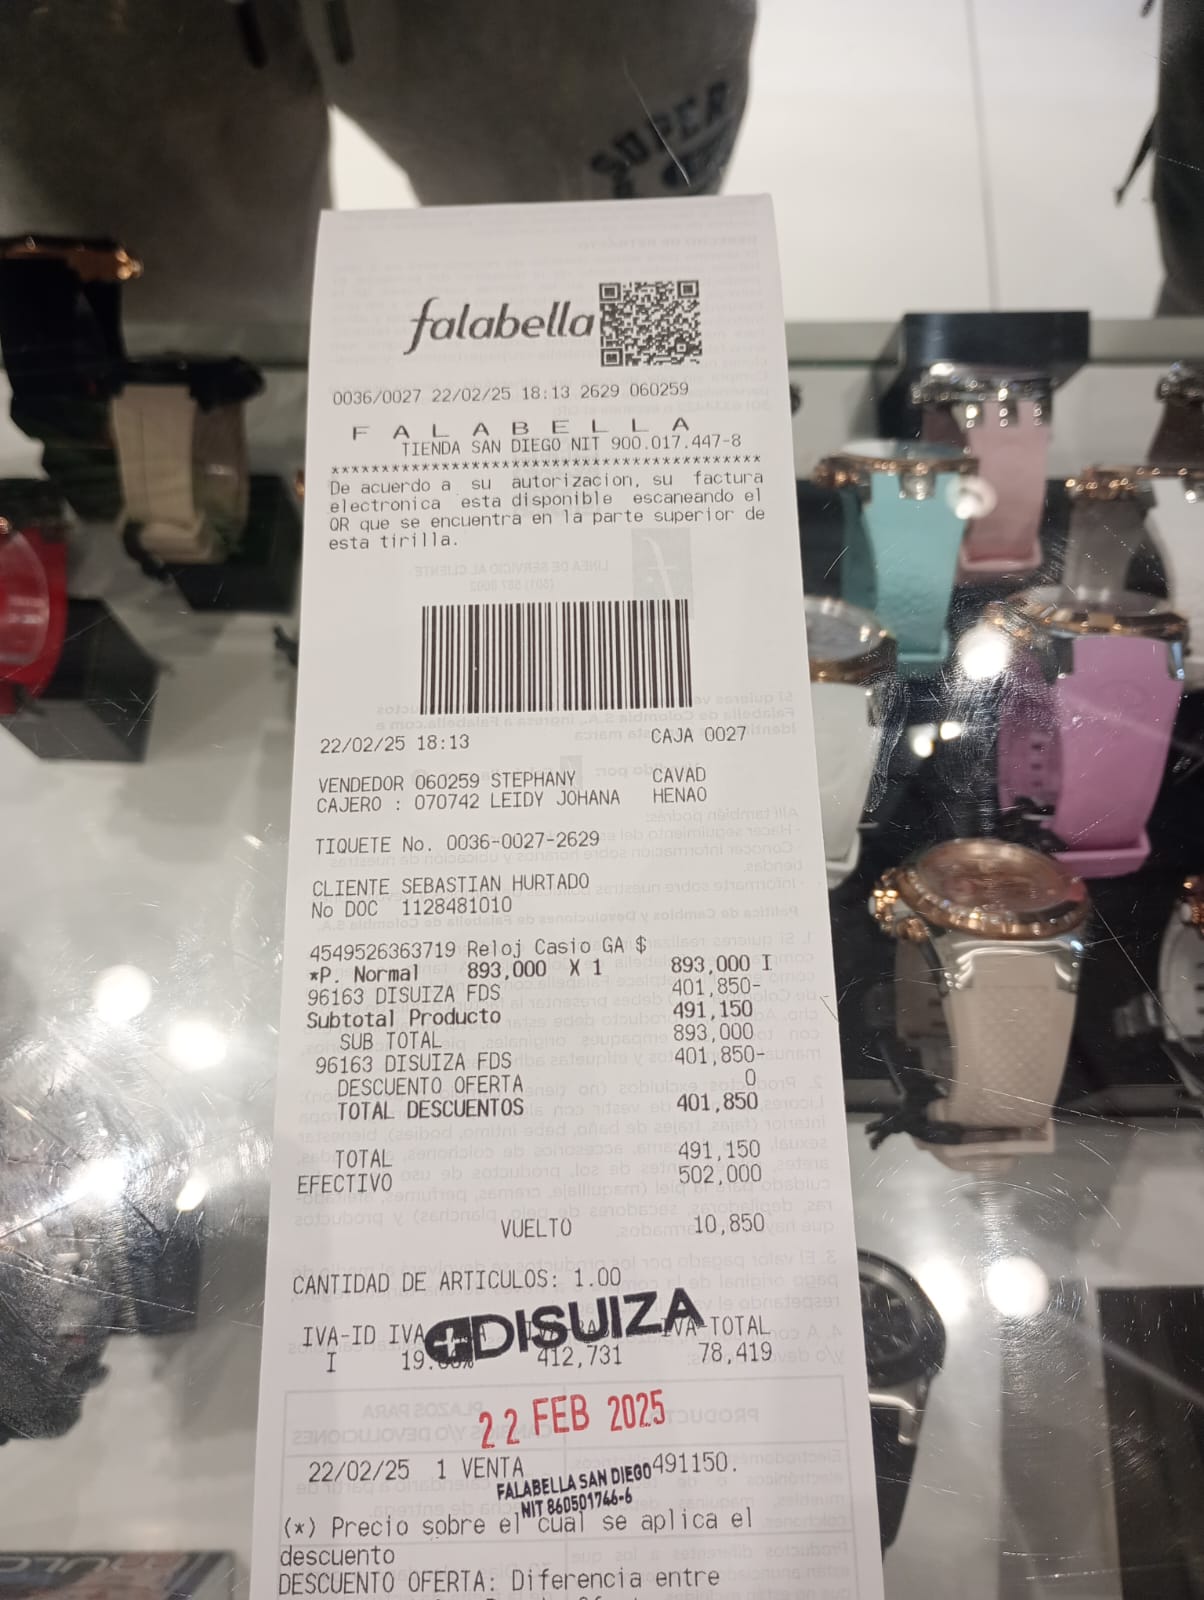 SUPER
falabella
0036/0027 22/02/25 18:13 2629 060259
F A L A B E L L A
TIENDA SAN DIEGO NIT 900.017.447-8
******************************************
De acuerdo a su autorizacion, su factura
electronica esta disponible escaneando el
QR que se encuentra en la parte superior de
esta tirilla.
22/02/25 18:13 CAJA 0027
VENDEDOR 060259 STEPHANY CAVAD
CAJERO : 070742 LEIDY JOHANA HENAO
TIQUETE No. 0036-0027-2629
CLIENTE SEBASTIAN HURTADO
No DOC 1128481010
4549526363719 Reloj Casio GA $
*P. Normal 893,000 X 1 893,000 I
96163 DISUIZA FDS 401,850-
Subtotal Producto 491,150
SUB TOTAL 893,000
96163 DISUIZA FDS 401,850-
DESCUENTO OFERTA 0
TOTAL DESCUENTOS 401,850
TOTAL 491,150
EFECTIVO 502,000
VUELTO 10,850
CANTIDAD DE ARTICULOS: 1.00
DISUIZA
IVA-ID IVA IVA-TOTAL
I 412,731 78,419
22 FEB 2025
22/02/25 1 VENTA 491150.
FALABELLA SAN DIEGO
NIT 860501746-6
(*) Precio sobre el cual se aplica el
descuento
DESCUENTO OFERTA: Diferencia entre